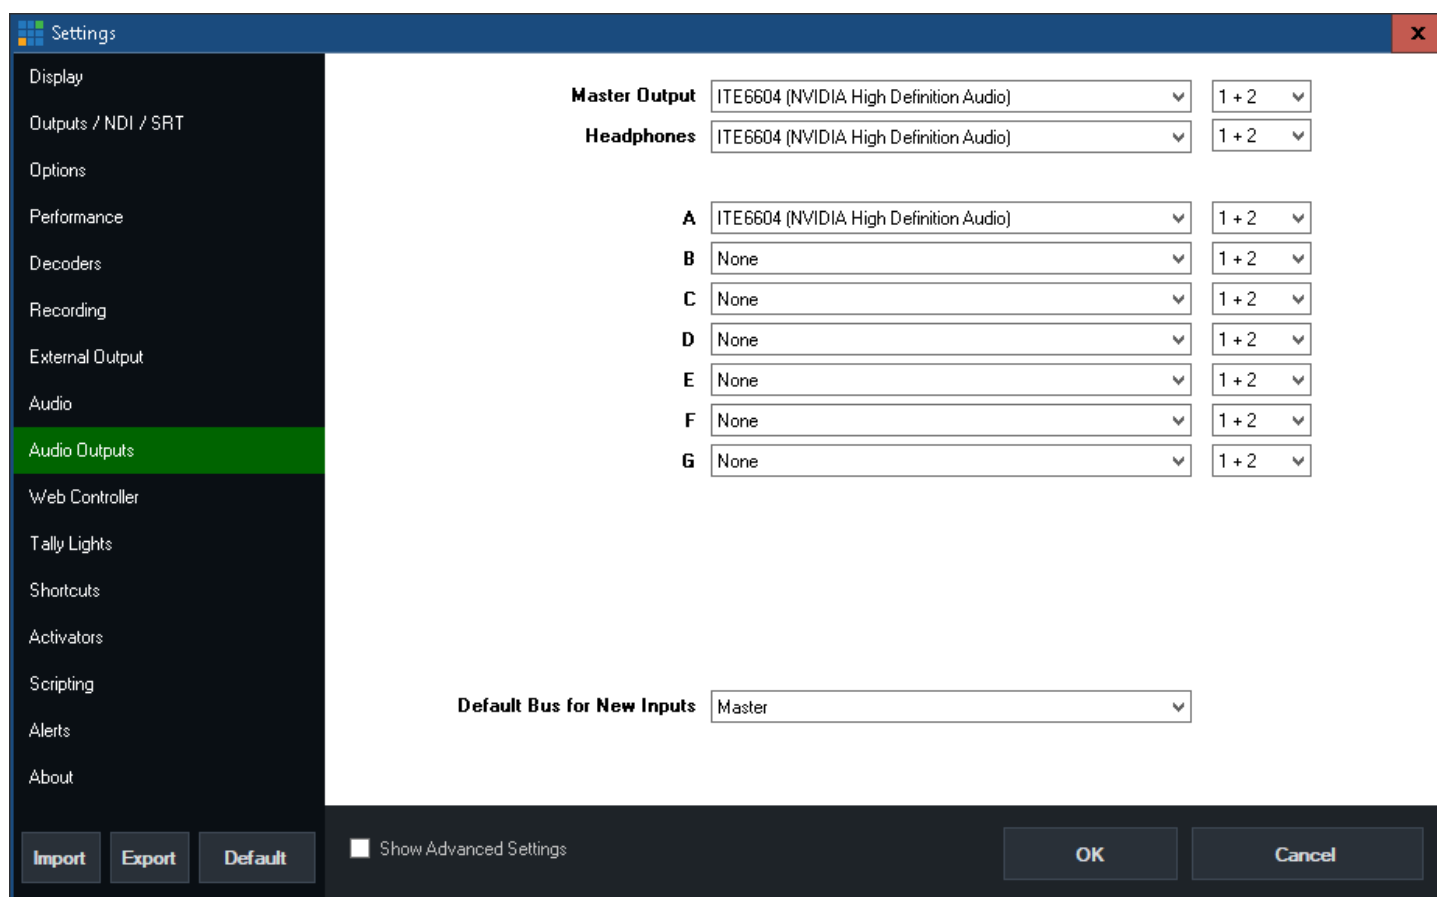 Settings
x
Display
Outputs / NDI / SRT
Options
Performance
Decoders
Recording
External Output
Audio
Audio Outputs
Web Controller
Tally Lights
Shortcuts
Activators
Scripting
Alerts
About
Import Export Default
Master Output ITE6604 (NVIDIA High Definition Audio) 1 + 2
Headphones ITE6604 (NVIDIA High Definition Audio) 1 + 2
A ITE6604 (NVIDIA High Definition Audio) 1 + 2
B None 1 + 2
C None 1 + 2
D None 1 + 2
E None 1 + 2
F None 1 + 2
G None 1 + 2
Default Bus for New Inputs Master
Show Advanced Settings
OK Cancel